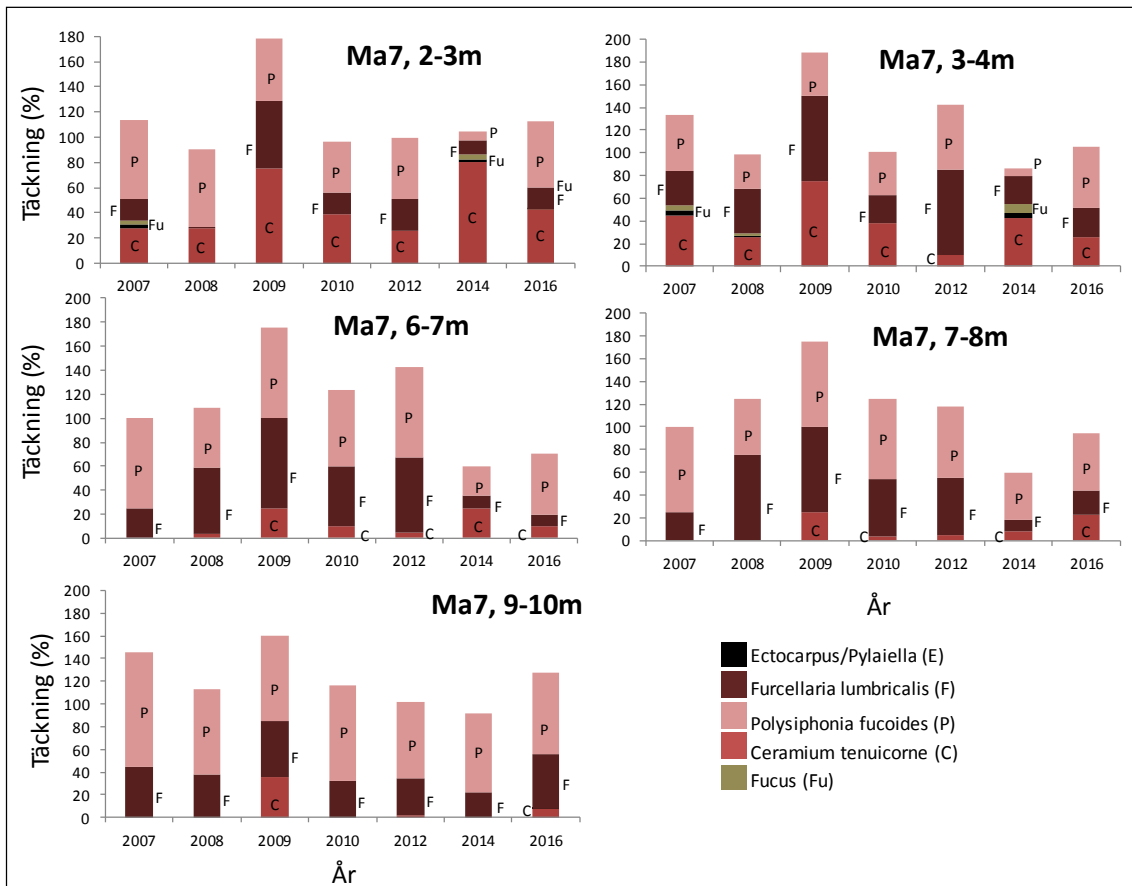 Ma7, 2-3m
Täckning (%)
180
160
140
120
100
80
60
40
20
0
P
F
Fu
C
P
C
P
F
C
P
F
C
P
F
C
P
F
Fu
C
P
Fu
F
C
2007 2008 2009 2010 2012 2014 2016
Ma7, 3-4m
200
180
160
140
120
100
80
60
40
20
0
P
F
Fu
C
P
F
C
P
F
C
P
F
C
P
F
C
P
F
Fu
C
P
F
C
2007 2008 2009 2010 2012 2014 2016
Ma7, 6-7m
Täckning (%)
200
180
160
140
120
100
80
60
40
20
0
P
F
P
F
P
F
C
P
F
C
P
F
C
P
F
C
P
F
C
2007 2008 2009 2010 2012 2014 2016
Ma7, 7-8m
200
180
160
140
120
100
80
60
40
20
0
P
F
P
F
P
F
C
P
F
C
P
F
P
F
C
P
F
C
2007 2008 2009 2010 2012 2014 2016
År
Ma7, 9-10m
Täckning (%)
200
180
160
140
120
100
80
60
40
20
0
P
F
P
F
P
F
C
P
F
P
F
P
F
P
F
C
2007 2008 2009 2010 2012 2014 2016
År
Ectocarpus/Pylaiella (E)
Furcellaria lumbricalis (F)
Polysiphonia fucoides (P)
Ceramium tenuicorne (C)
Fucus (Fu)